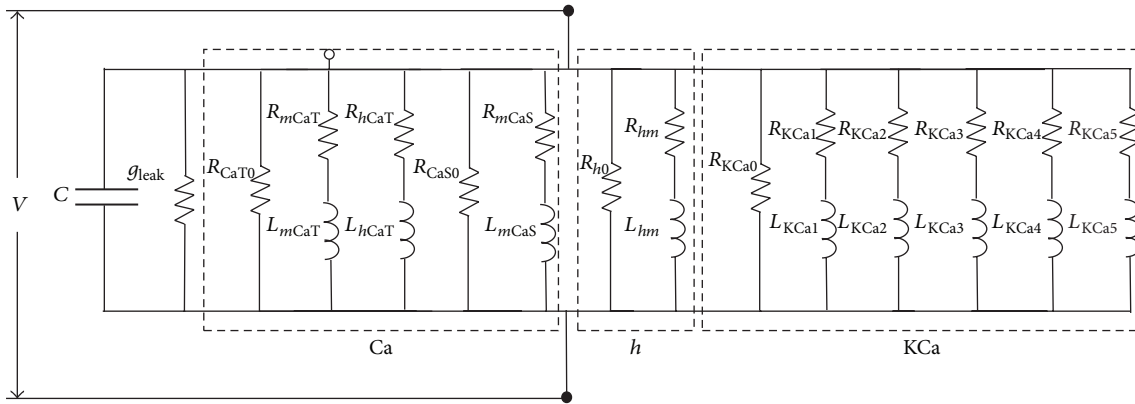 R_mCaT R_hCaT R_mCaS R_hm R_KCa1 R_KCa2 R_KCa3 R_KCa4 R_KCa5
g_leak R_CaT0 R_CaS0 R_h0 R_KCa0
V C
L_mCaT L_hCaT L_mCaS L_hm L_KCa1 L_KCa2 L_KCa3 L_KCa4 L_KCa5
Ca h KCa